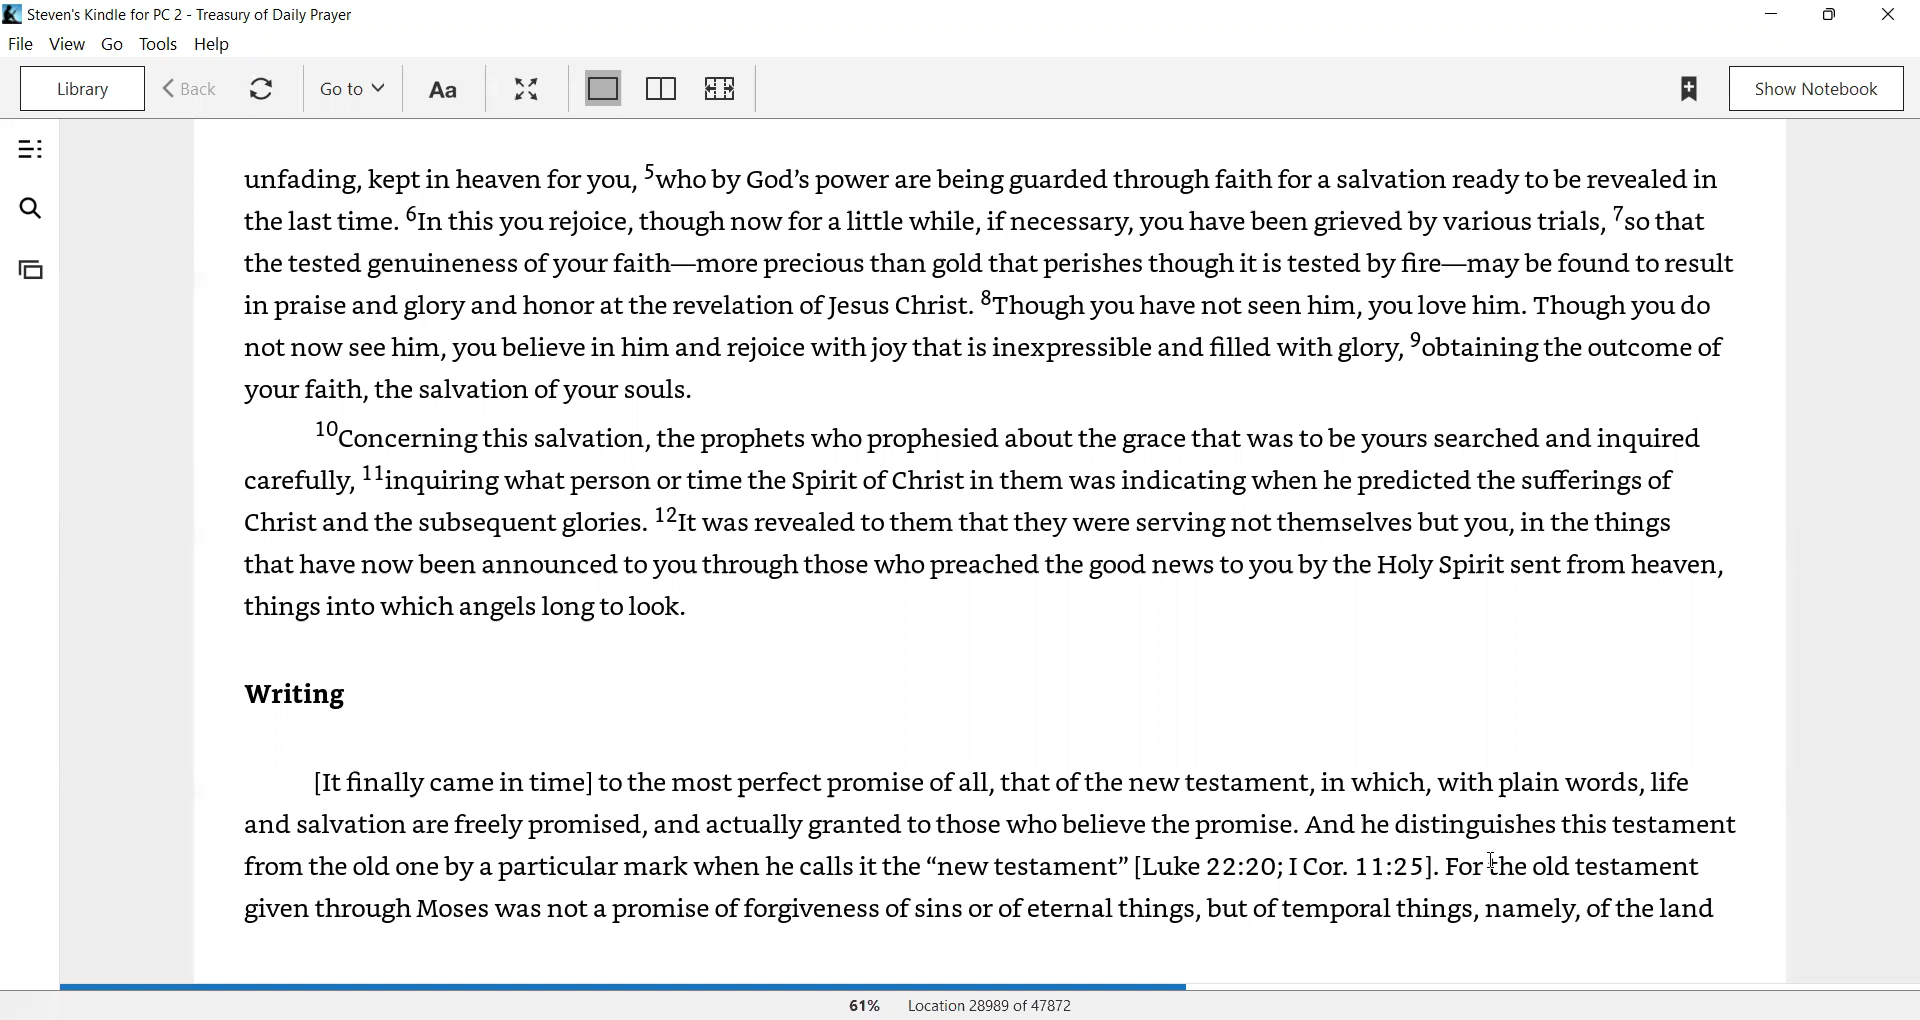 Steven's Kindle for PC 2 - Treasury of Daily Prayer
File View Go Tools Help
Library Back Go to Aa Show Notebook
unfading, kept in heaven for you, ⁵who by God’s power are being guarded through faith for a salvation ready to be revealed in
the last time. ⁶In this you rejoice, though now for a little while, if necessary, you have been grieved by various trials, ⁷so that
the tested genuineness of your faith—more precious than gold that perishes though it is tested by fire—may be found to result
in praise and glory and honor at the revelation of Jesus Christ. ⁸Though you have not seen him, you love him. Though you do
not now see him, you believe in him and rejoice with joy that is inexpressible and filled with glory, ⁹obtaining the outcome of
your faith, the salvation of your souls.
¹⁰Concerning this salvation, the prophets who prophesied about the grace that was to be yours searched and inquired
carefully, ¹¹inquiring what person or time the Spirit of Christ in them was indicating when he predicted the sufferings of
Christ and the subsequent glories. ¹²It was revealed to them that they were serving not themselves but you, in the things
that have now been announced to you through those who preached the good news to you by the Holy Spirit sent from heaven,
things into which angels long to look.
Writing
[It finally came in time] to the most perfect promise of all, that of the new testament, in which, with plain words, life
and salvation are freely promised, and actually granted to those who believe the promise. And he distinguishes this testament
from the old one by a particular mark when he calls it the “new testament” [Luke 22:20; I Cor. 11:25]. For the old testament
given through Moses was not a promise of forgiveness of sins or of eternal things, but of temporal things, namely, of the land
61% Location 28989 of 47872